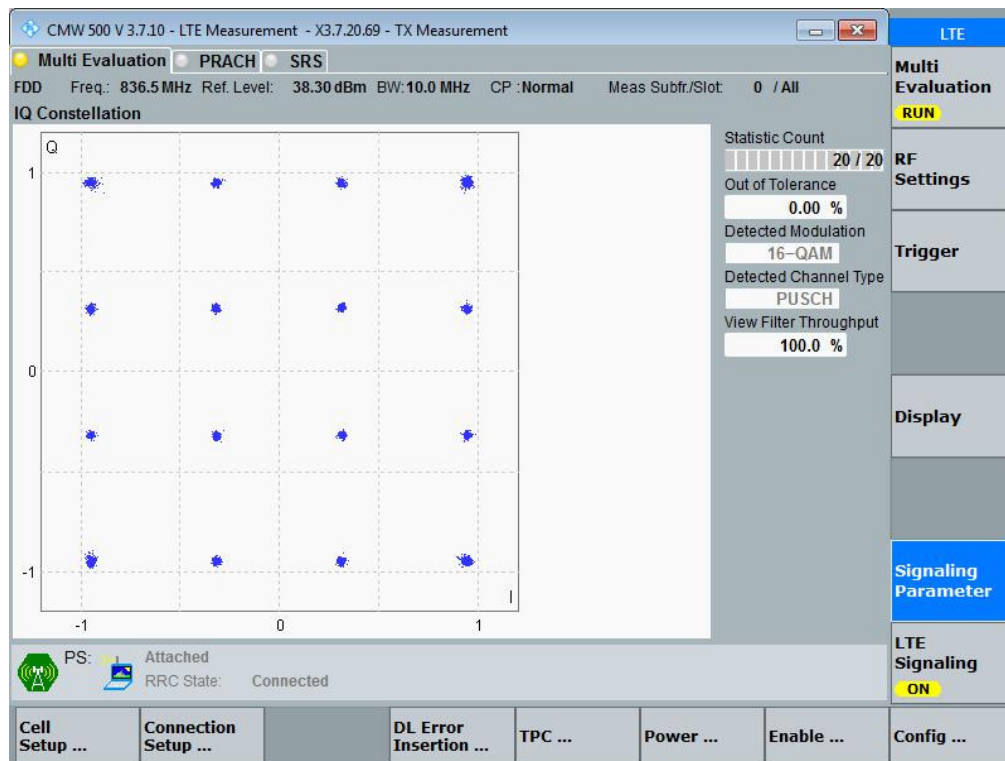 CMW 500 V 3.7.10 - LTE Measurement - X3.7.20.69 - TX Measurement
LTE
Multi Evaluation PRACH SRS
FDD Freq.: 836.5 MHz Ref. Level: 38.30 dBm BW: 10.0 MHz CP : Normal Meas Subfr./Slot: 0 / All
IQ Constellation
Q
1
0
-1
I
-1 0 1
Statistic Count
20 / 20
Out of Tolerance
0.00 %
Detected Modulation
16-QAM
Detected Channel Type
PUSCH
View Filter Throughput
100.0 %
Multi
Evaluation
RUN
RF
Settings
Trigger
Display
Signaling
Parameter
LTE
Signaling
ON
PS: Attached
RRC State: Connected
Cell
Setup ...
Connection
Setup ...
DL Error
Insertion ...
TPC ...
Power ...
Enable ...
Config ...